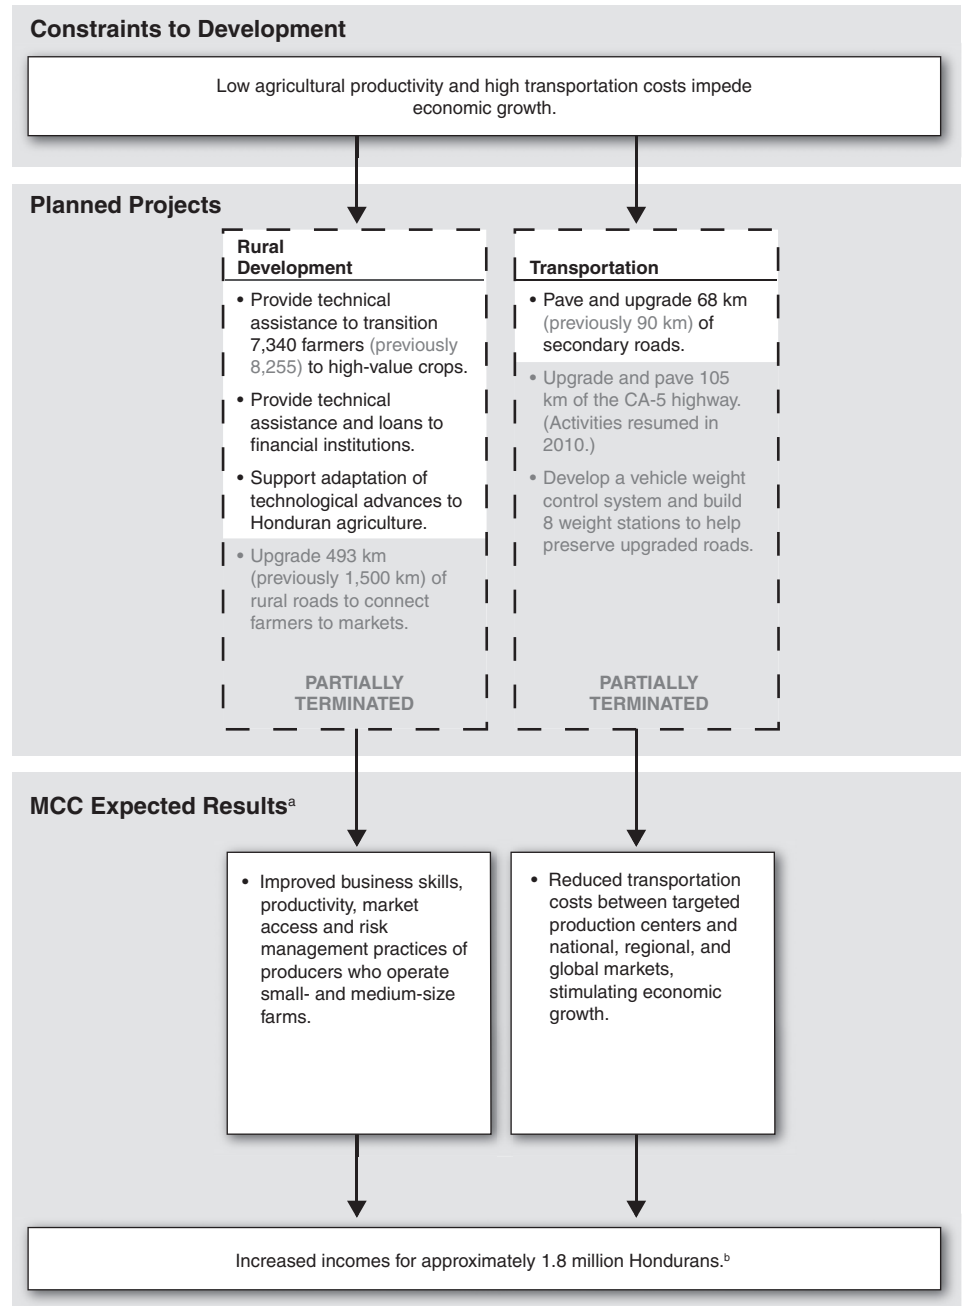 Constraints to Development
Low agricultural productivity and high transportation costs impede
economic growth.
Planned Projects
Rural
Development
• Provide technical
assistance to transition
7,340 farmers (previously
8,255) to high-value crops.
• Provide technical
assistance and loans to
financial institutions.
• Support adaptation of
technological advances to
Honduran agriculture.
• Upgrade 493 km
(previously 1,500 km) of
rural roads to connect
farmers to markets.
PARTIALLY
TERMINATED
Transportation
• Pave and upgrade 68 km
(previously 90 km) of
secondary roads.
• Upgrade and pave 105
km of the CA-5 highway.
(Activities resumed in
2010.)
• Develop a vehicle weight
control system and build
8 weight stations to help
preserve upgraded roads.
PARTIALLY
TERMINATED
MCC Expected Resultsa
• Improved business skills,
productivity, market
access and risk
management practices of
producers who operate
small- and medium-size
farms.
• Reduced transportation
costs between targeted
production centers and
national, regional, and
global markets,
stimulating economic
growth.
Increased incomes for approximately 1.8 million Hondurans.b